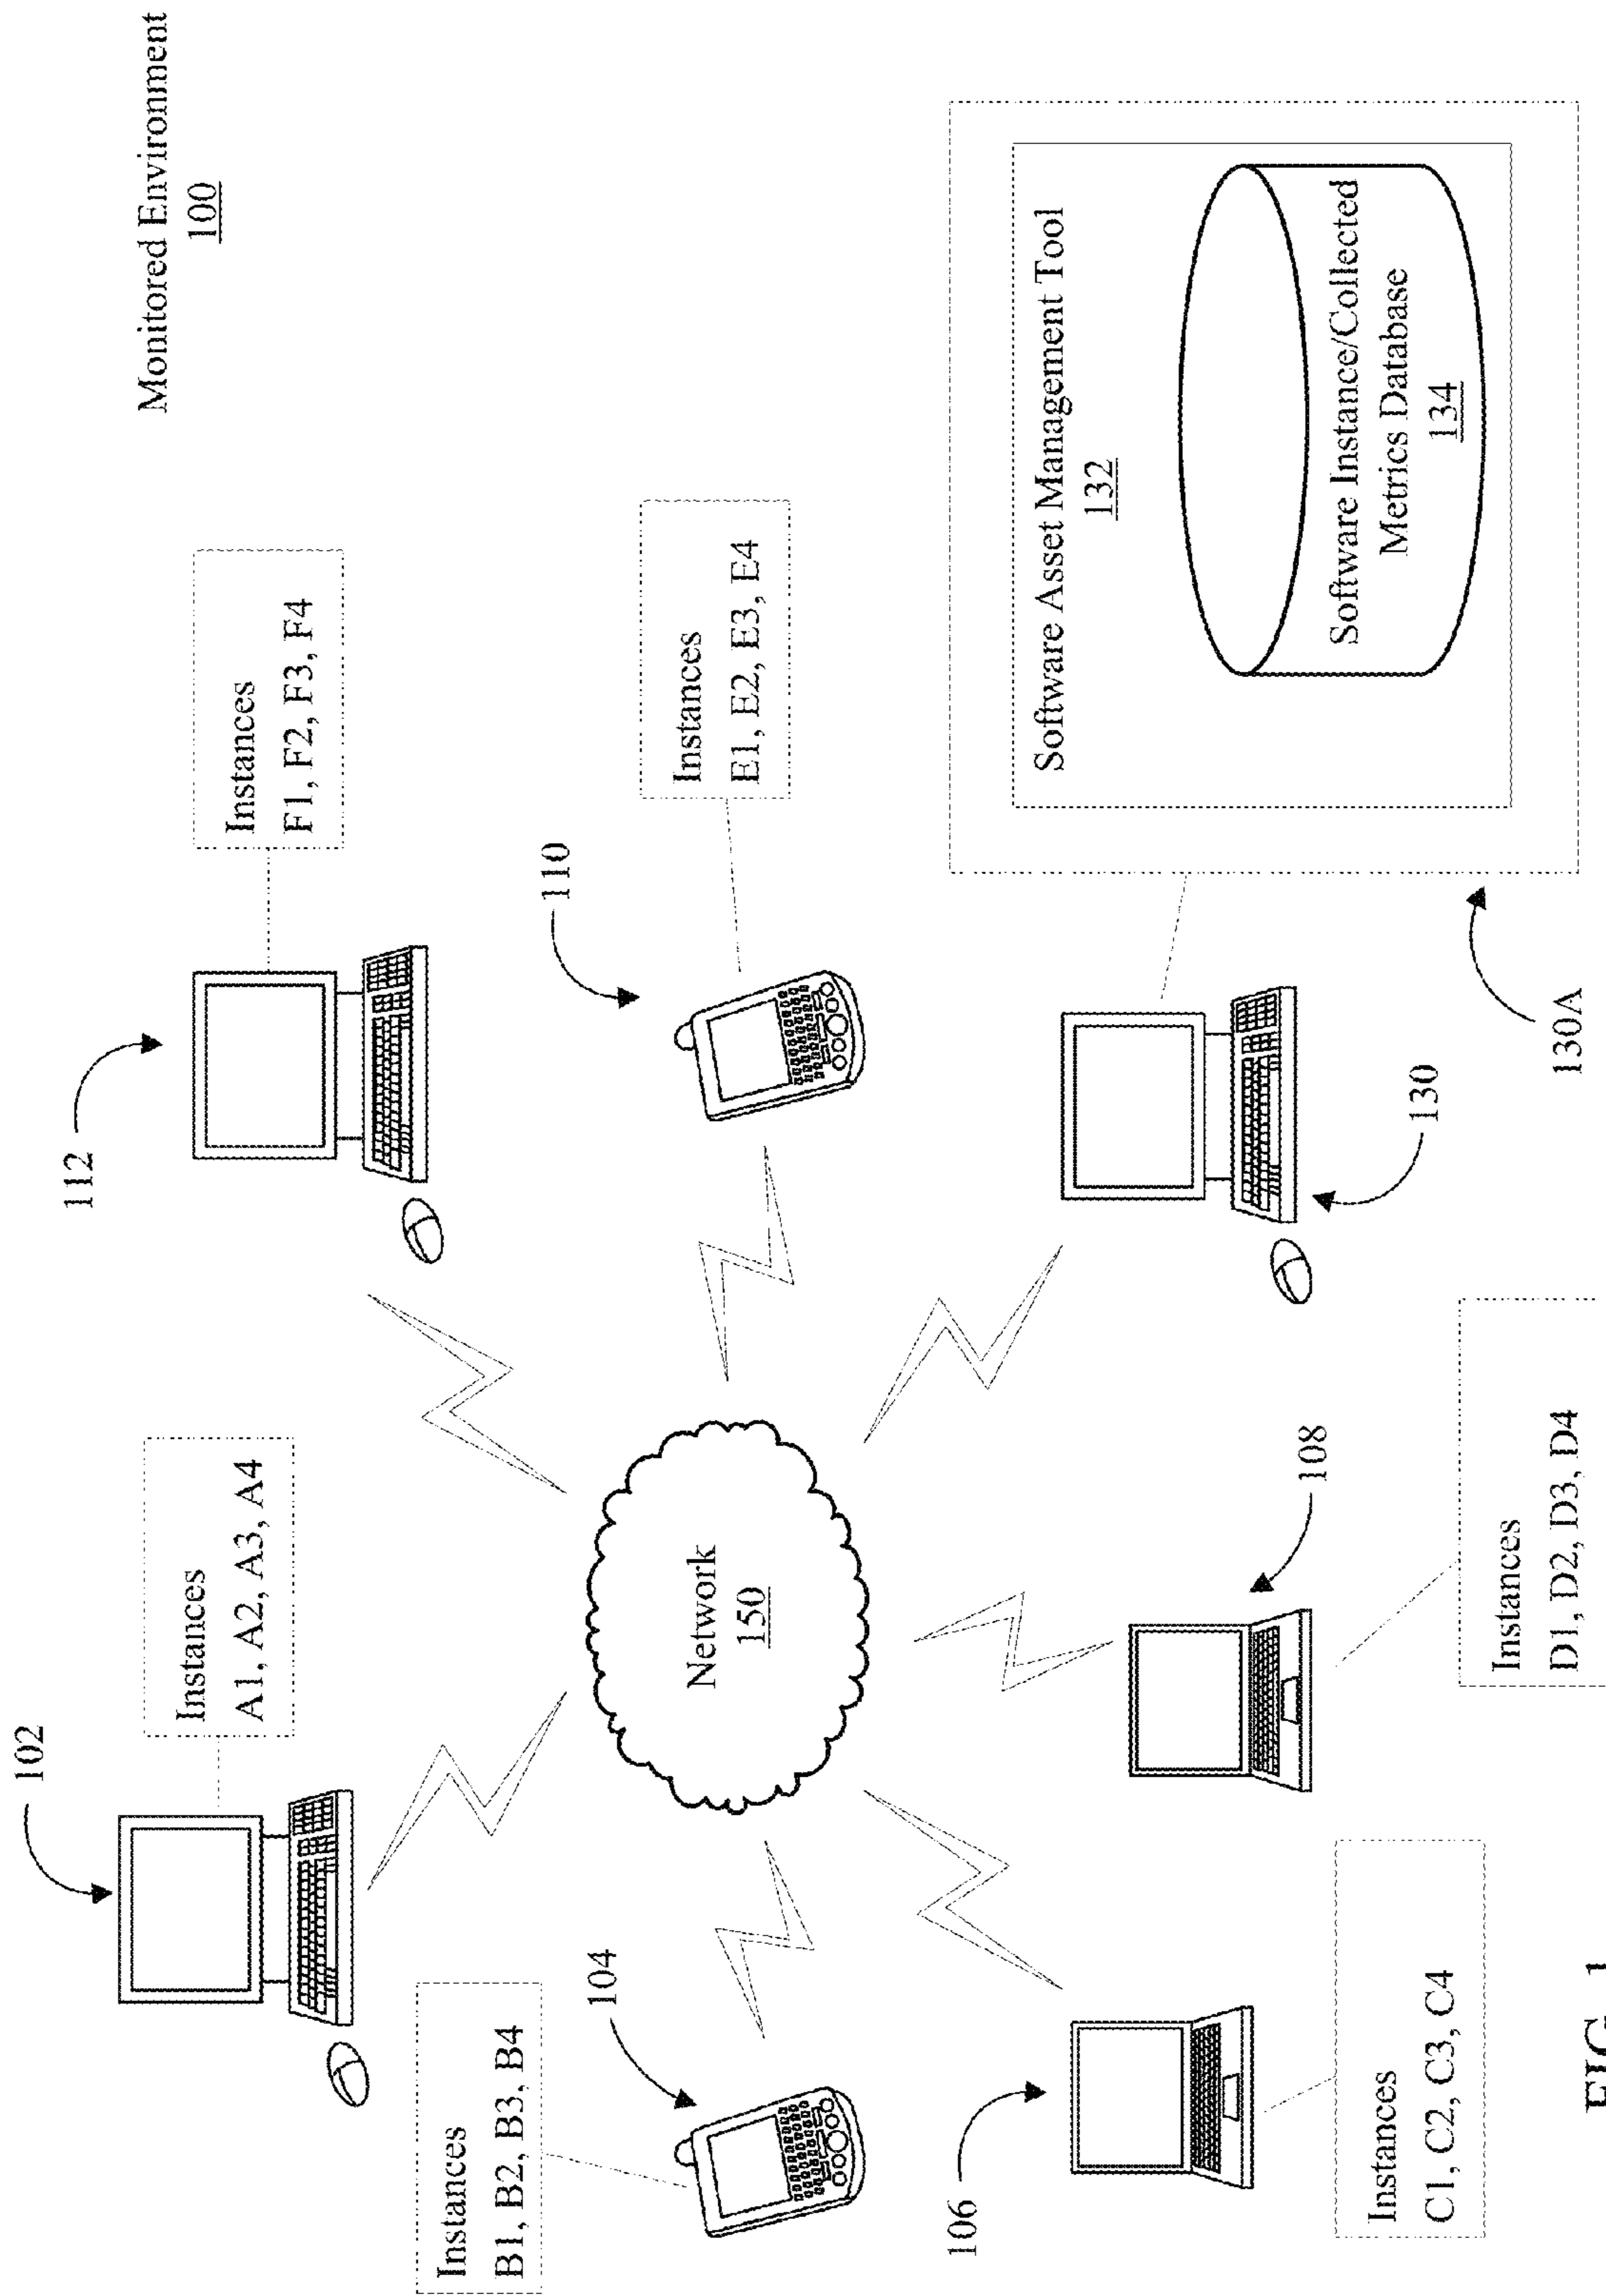 Monitored Environment
100
102
Instances
A1, A2, A3, A4
112
Instances
F1, F2, F3, F4
Instances
B1, B2, B3, B4
104
110
Instances
E1, E2, E3, E4
Network
150
106
Instances
C1, C2, C3, C4
108
Instances
D1, D2, D3, D4
130
130A
Software Asset Management Tool
132
Software Instance/Collected
Metrics Database
134
FIG. 1